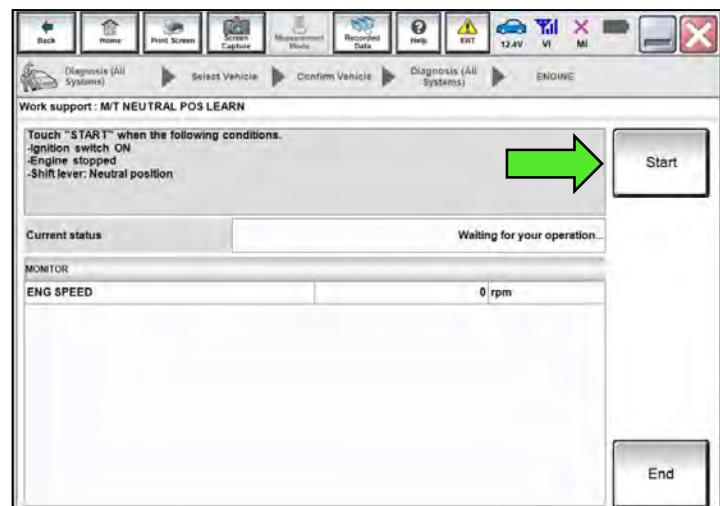 Back
Home
Print Screen
Screen Capture
Measurement Mode
Recorded Data
Help
ERT
12.4V
VI
MI
Diagnosis (All Systems)
Select Vehicle
Confirm Vehicle
Diagnosis (All Systems)
ENGINE
Work support : M/T NEUTRAL POS LEARN
Touch "START" when the following conditions.
-Ignition switch ON
-Engine stopped
-Shift lever: Neutral position
Start
Current status
Waiting for your operation...
MONITOR
ENG SPEED
0 rpm
End